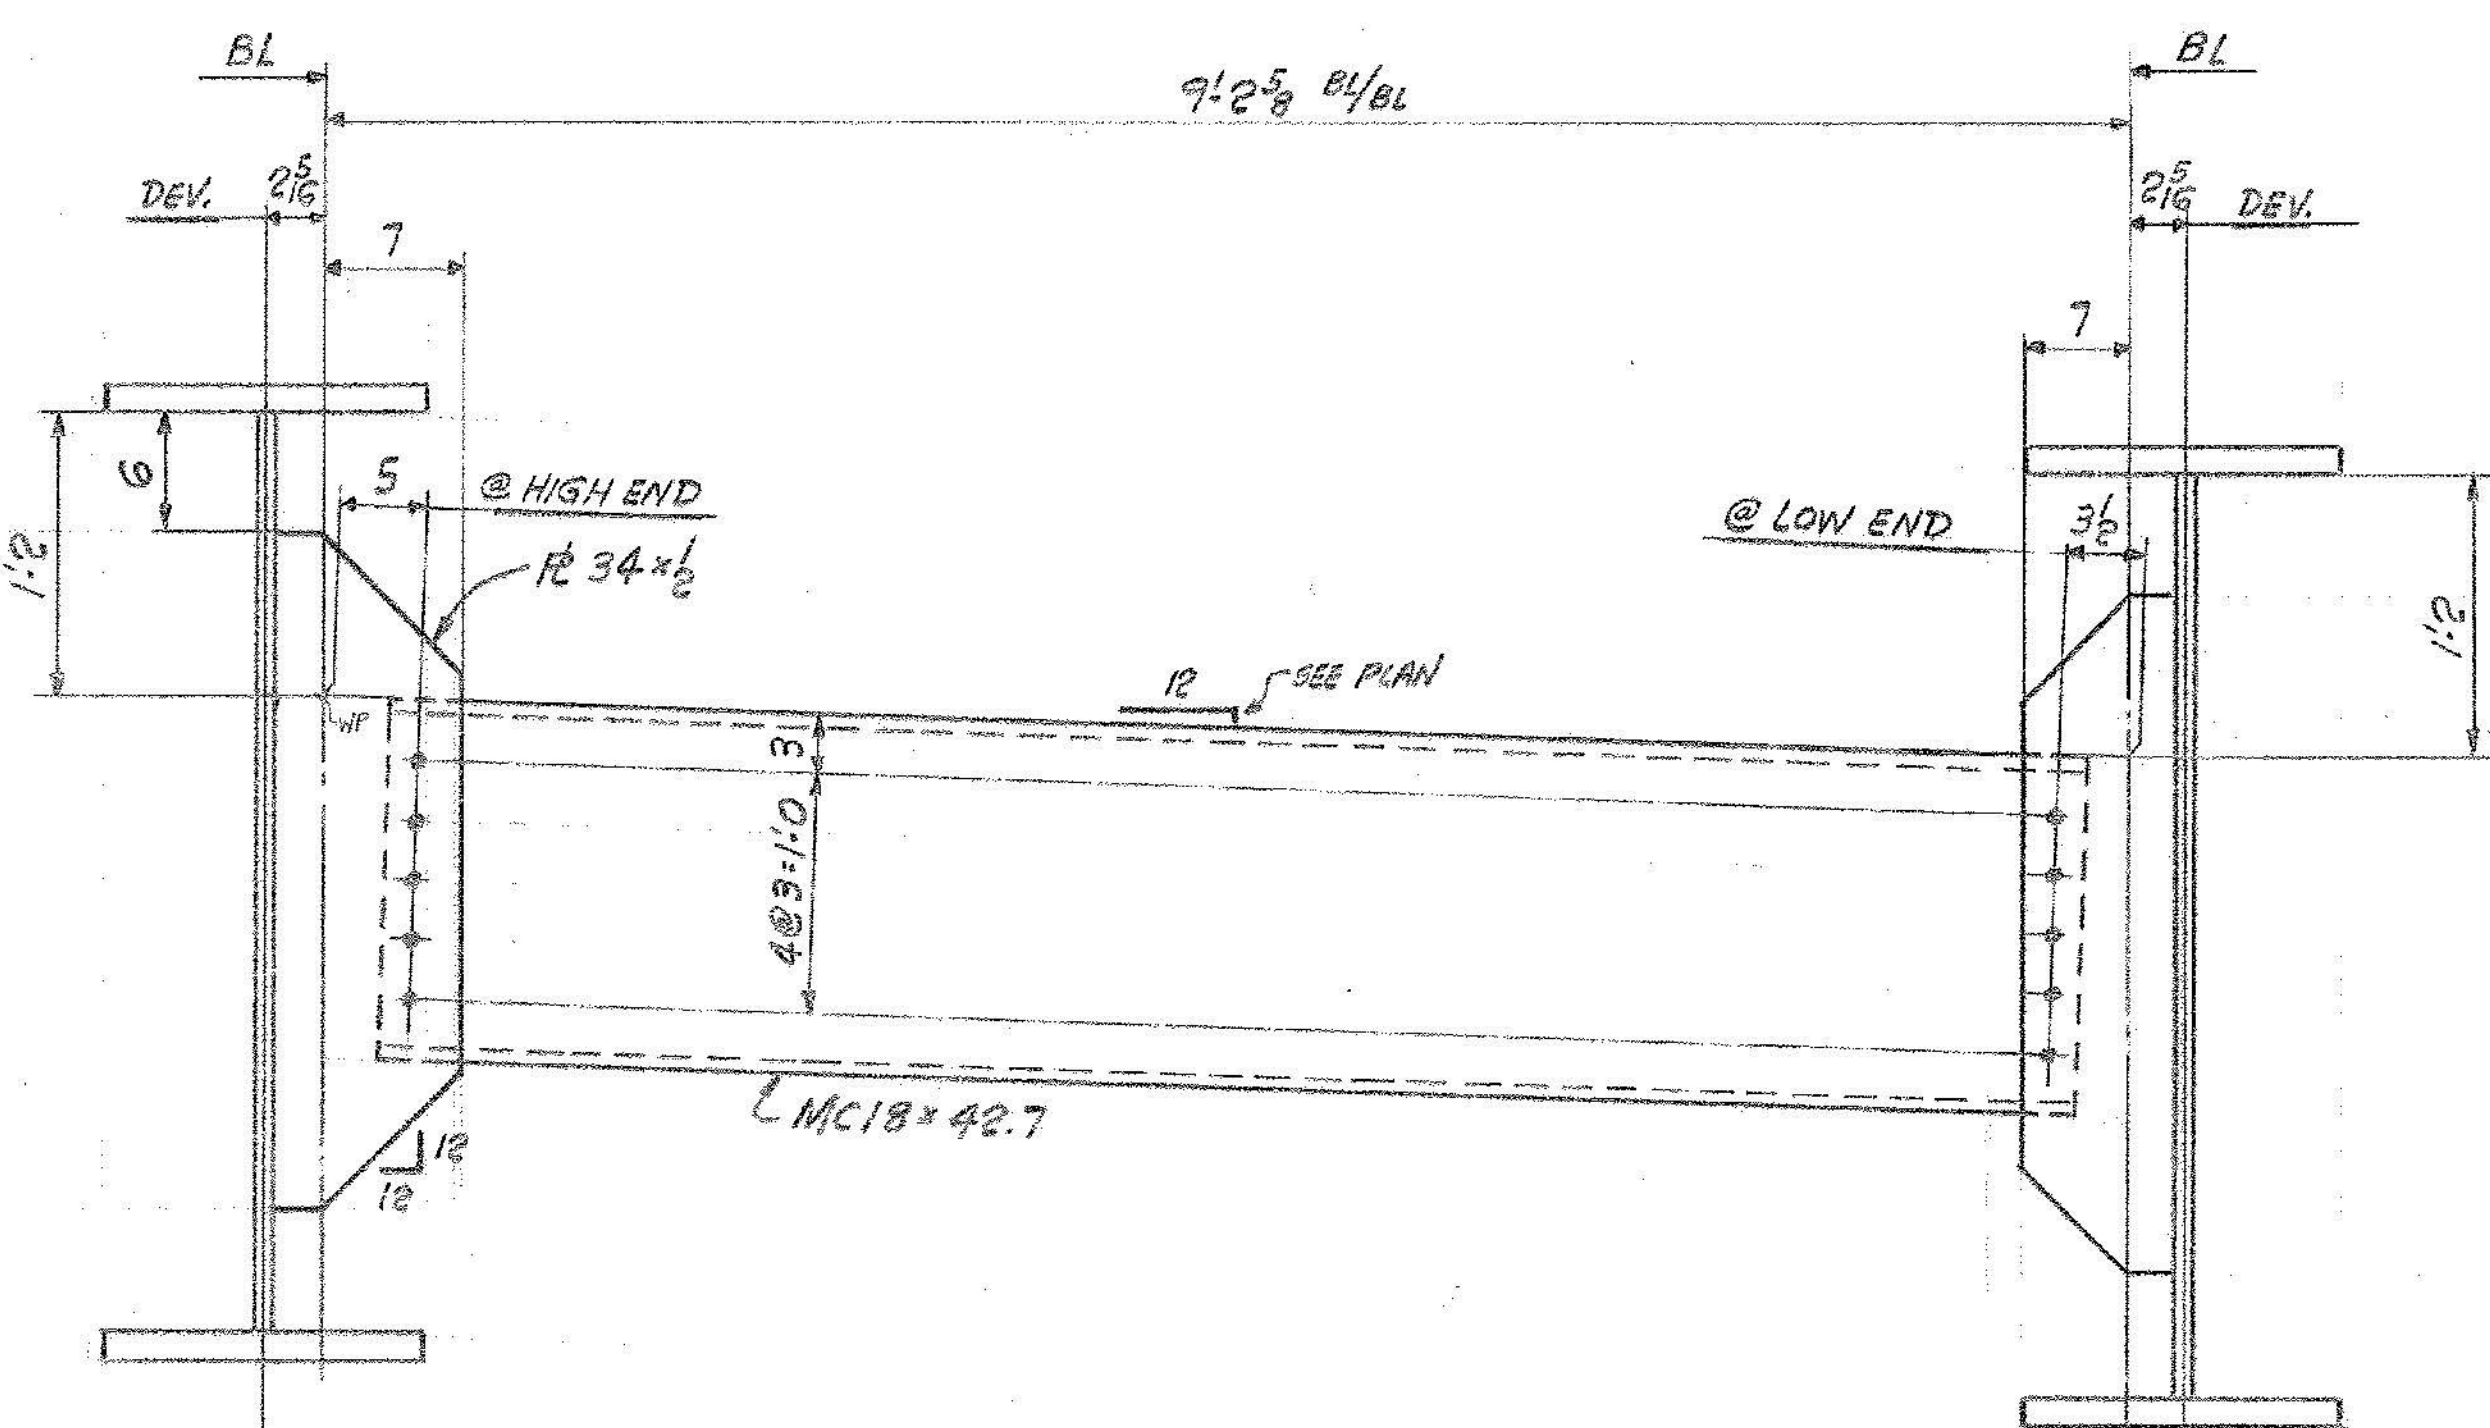 BL
BL
9'-2 5/8 BL/BL
DEV.
2 5/16
2 5/16
DEV.
7
7
6
5
@ HIGH END
@ LOW END
3 1/2
1'-2
PL 34 x 1/2
1'-2
12
SEE PLAN
WP
3
4@3=1'-0
MC18x42.7
12
12